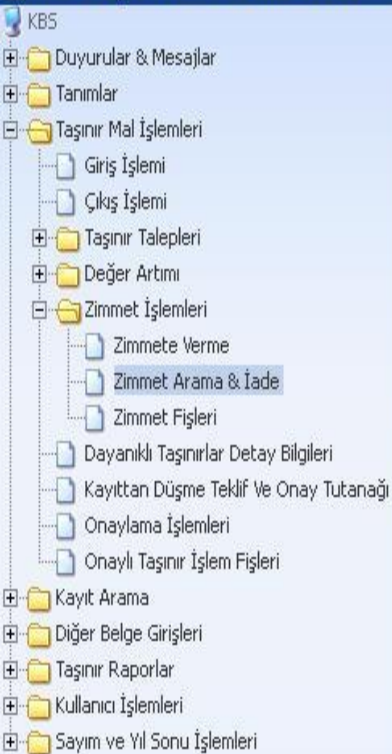 KBS
Duyurular & Mesajlar
Tanımlar
Taşınır Mal İşlemleri
Giriş İşlemi
Çıkış İşlemi
Taşınır Talepleri
Değer Artımı
Zimmet İşlemleri
Zimmete Verme
Zimmet Arama & İade
Zimmet Fişleri
Dayanıklı Taşınırlar Detay Bilgileri
Kayıttan Düşme Teklif Ve Onay Tutanağı
Onaylama İşlemleri
Onaylı Taşınır İşlem Fişleri
Kayıt Arama
Diğer Belge Girişleri
Taşınır Raporlar
Kullanıcı İşlemleri
Sayım ve Yıl Sonu İşlemleri